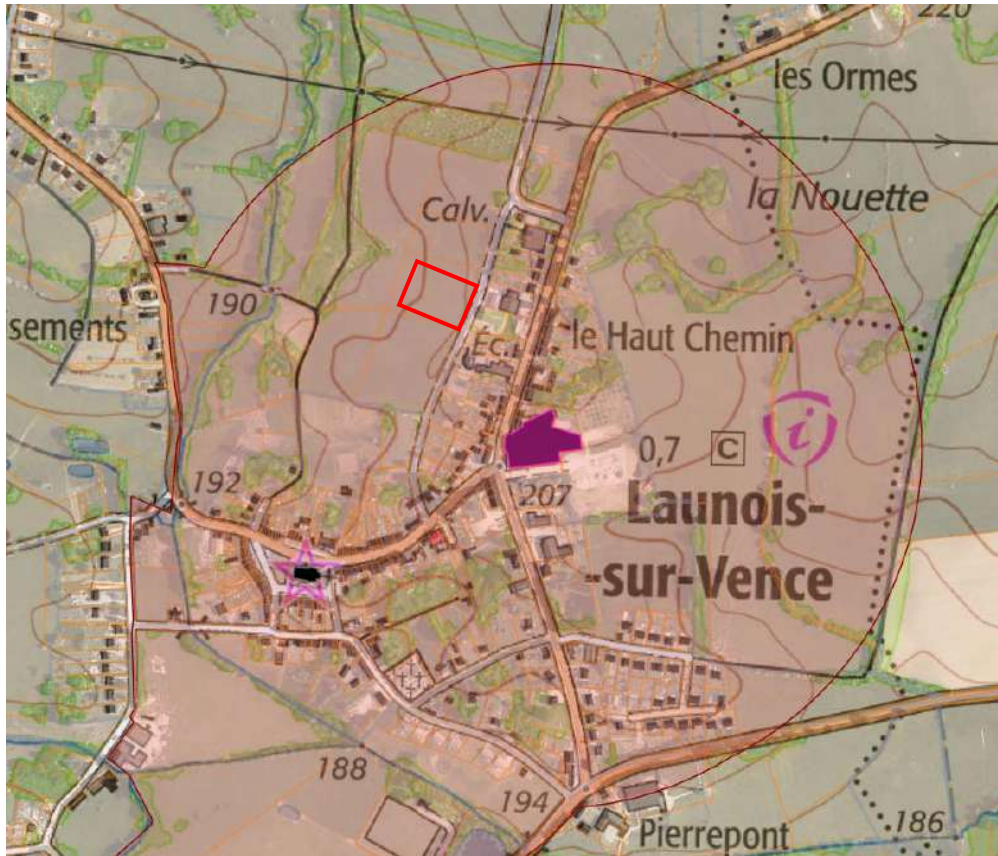 220
les Ormes
la Nouette
Calv.
190
sements
Éc.
le Haut Chemin
i
0,7 C
192
207
Launois-
-sur-Vence
188
194
Pierrepont
186